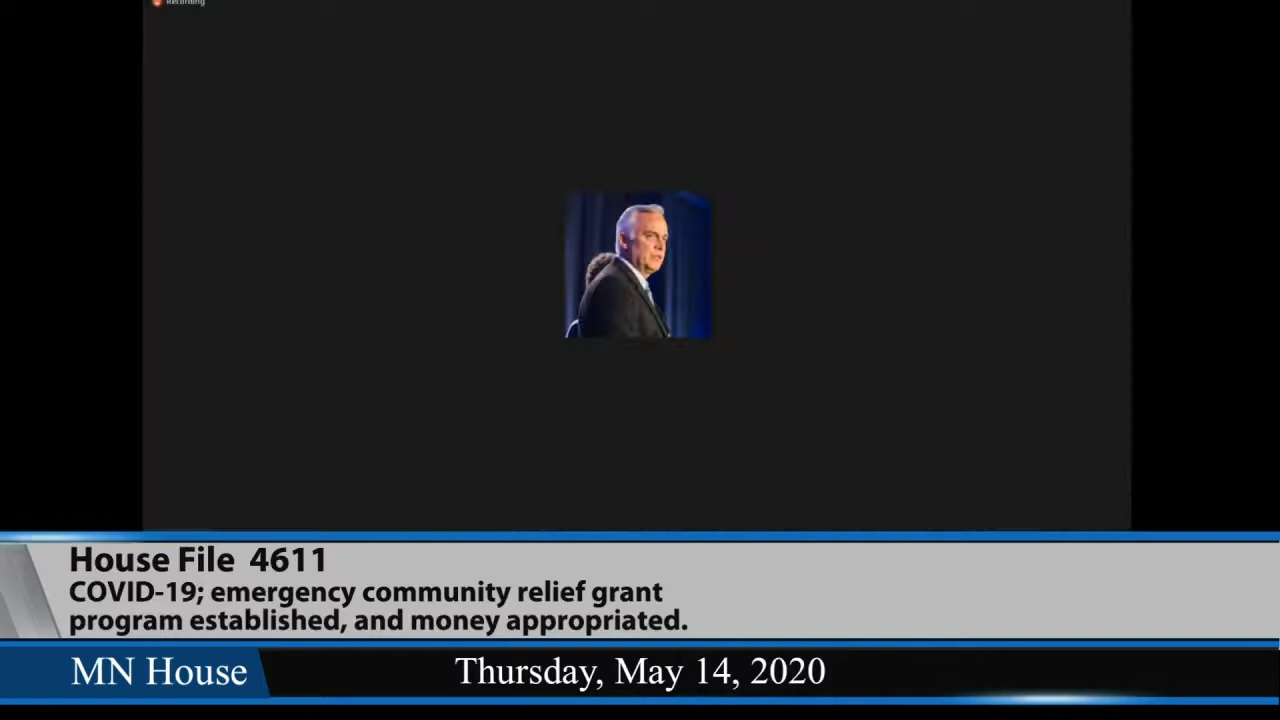 Recording
House File 4611
COVID-19; emergency community relief grant
program established, and money appropriated.
MN House
Thursday, May 14, 2020